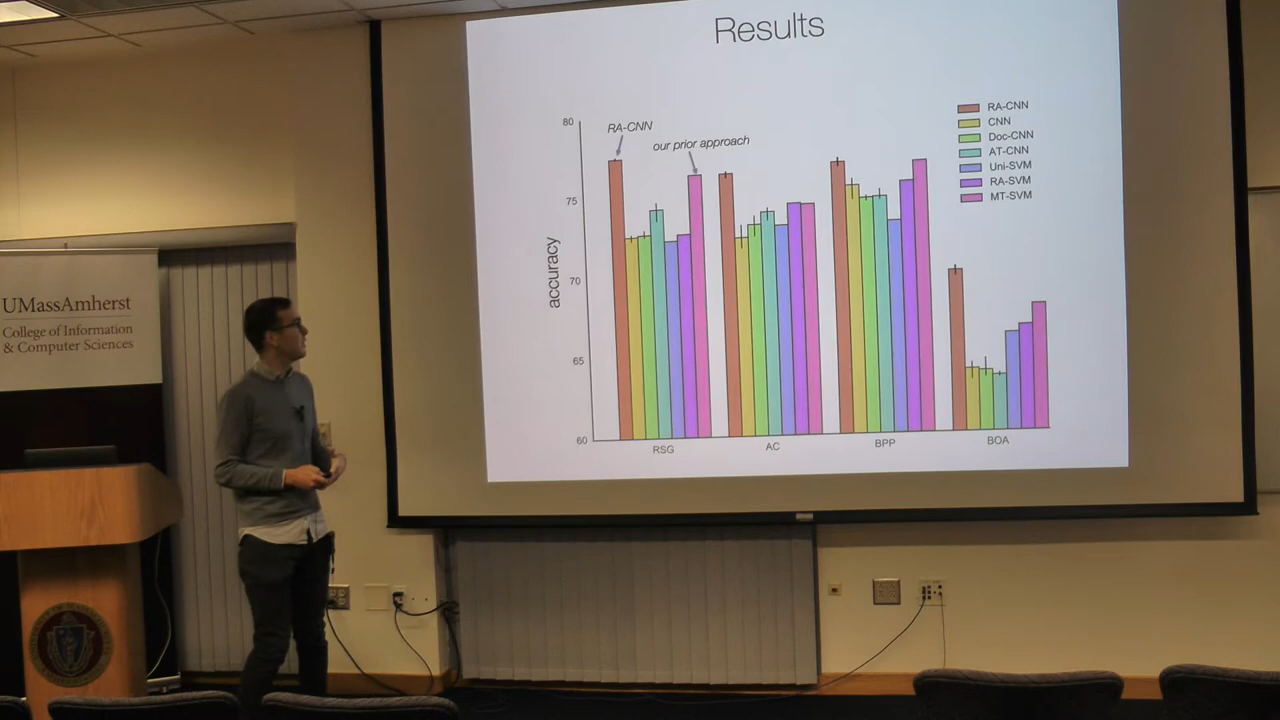 Results
80
75
70
65
60
accuracy
RA-CNN
our prior approach
RA-CNN
CNN
Doc-CNN
AT-CNN
Uni-SVM
RA-SVM
MT-SVM
RSG
AC
BPP
BOA
UMassAmherst
College of Information
& Computer Sciences